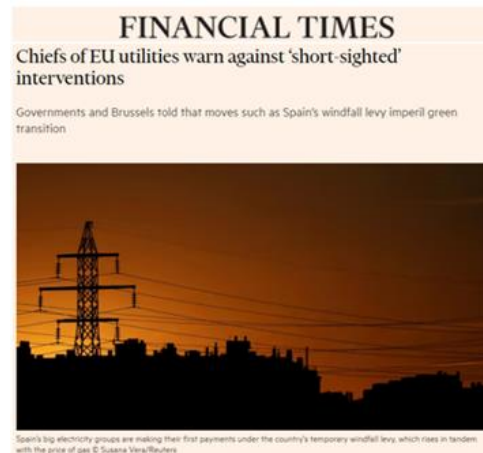 FINANCIAL TIMES
Chiefs of EU utilities warn against ‘short-sighted’
interventions
Governments and Brussels told that moves such as Spain’s windfall levy imperil green
transition
Spain’s big electricity groups are making their first payments under the country’s temporary windfall levy, which rises in tandem
with the price of gas © Susana Vera/Reuters